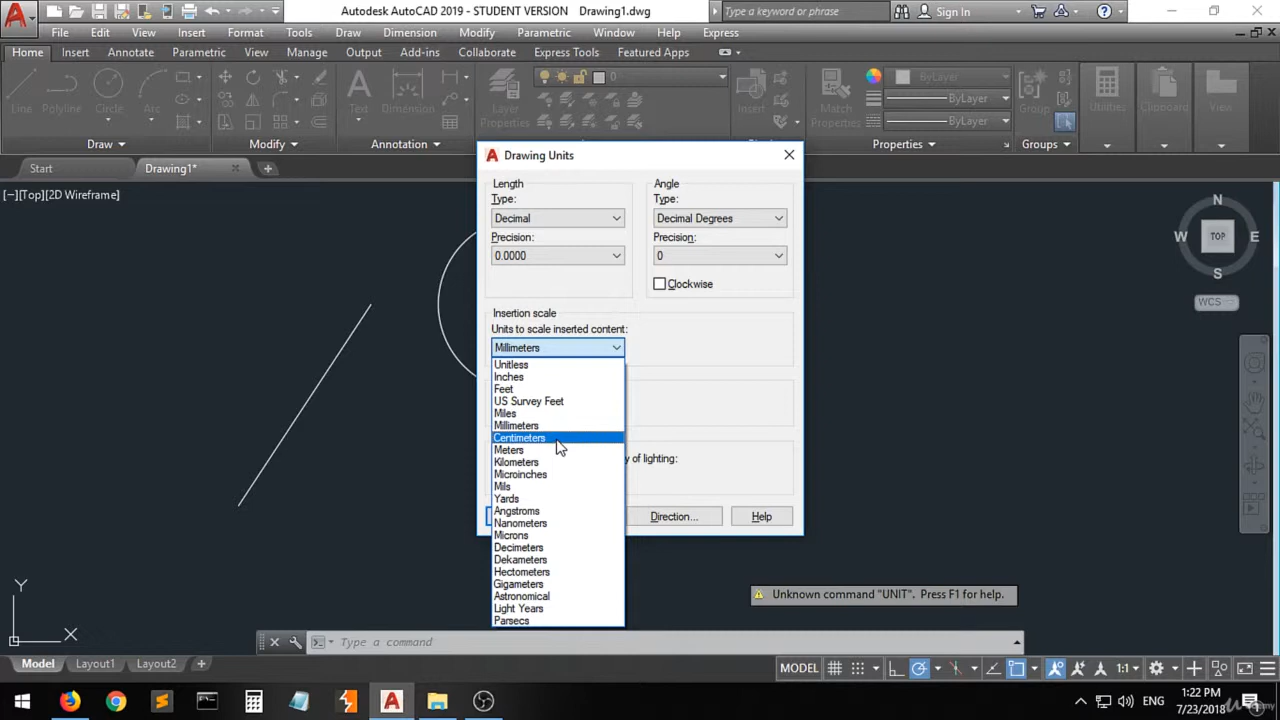 Autodesk AutoCAD 2019 - STUDENT VERSION Drawing1.dwg
Type a keyword or phrase
Sign In
File Edit View Insert Format Tools Draw Dimension Modify Parametric Window Help Express
Home Insert Annotate Parametric View Manage Output Add-ins Collaborate Express Tools Featured Apps
0
ByLayer
ByLayer
ByLayer
Line Polyline Circle Arc
Text Dimension
Layer Properties
Insert
Match Properties
Group
Utilities
Clipboard
View
Draw
Modify
Annotation
Properties
Groups
Start
Drawing1*
[−][Top][2D Wireframe]
Drawing Units
Length
Type:
Decimal
Precision:
0.0000
Angle
Type:
Decimal Degrees
Precision:
0
Clockwise
Insertion scale
Units to scale inserted content:
Millimeters
Unitless
Inches
Feet
US Survey Feet
Miles
Millimeters
Centimeters
Meters
Kilometers
Microinches
Mils
Yards
Angstroms
Nanometers
Microns
Decimeters
Dekameters
Hectometers
Gigameters
Astronomical
Light Years
Parsecs
y of lighting:
Direction...
Help
N
W TOP E
S
WCS
Unknown command "UNIT". Press F1 for help.
Y
X
Type a command
Model Layout1 Layout2
MODEL
1:1
ENG
1:22 PM
7/23/2018